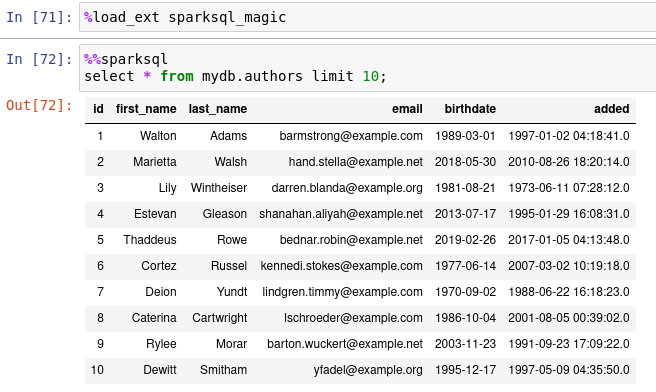 In [71]: %load_ext sparksql_magic
In [72]: %%sparksql
select * from mydb.authors limit 10;
Out[72]: id first_name last_name email birthdate added
1 Walton Adams barmstrong@example.com 1989-03-01 1997-01-02 04:18:41.0
2 Marietta Walsh hand.stella@example.net 2018-05-30 2010-08-26 18:20:14.0
3 Lily Wintheiser darren.blanda@example.org 1981-08-21 1973-06-11 07:28:12.0
4 Estevan Gleason shanahan.aliyah@example.net 2013-07-17 1995-01-29 16:08:31.0
5 Thaddeus Rowe bednar.robin@example.net 2019-02-26 2017-01-05 04:13:48.0
6 Cortez Russel kennedi.stokes@example.com 1977-06-14 2007-03-02 10:19:18.0
7 Deion Yundt lindgren.timmy@example.com 1970-09-02 1988-06-22 16:18:23.0
8 Caterina Cartwright lschroeder@example.com 1986-10-04 2001-08-05 00:39:02.0
9 Rylee Morar barton.wuckert@example.net 2003-11-23 1991-09-23 17:09:22.0
10 Dewitt Smitham yfadel@example.org 1995-12-17 1997-05-09 04:35:50.0